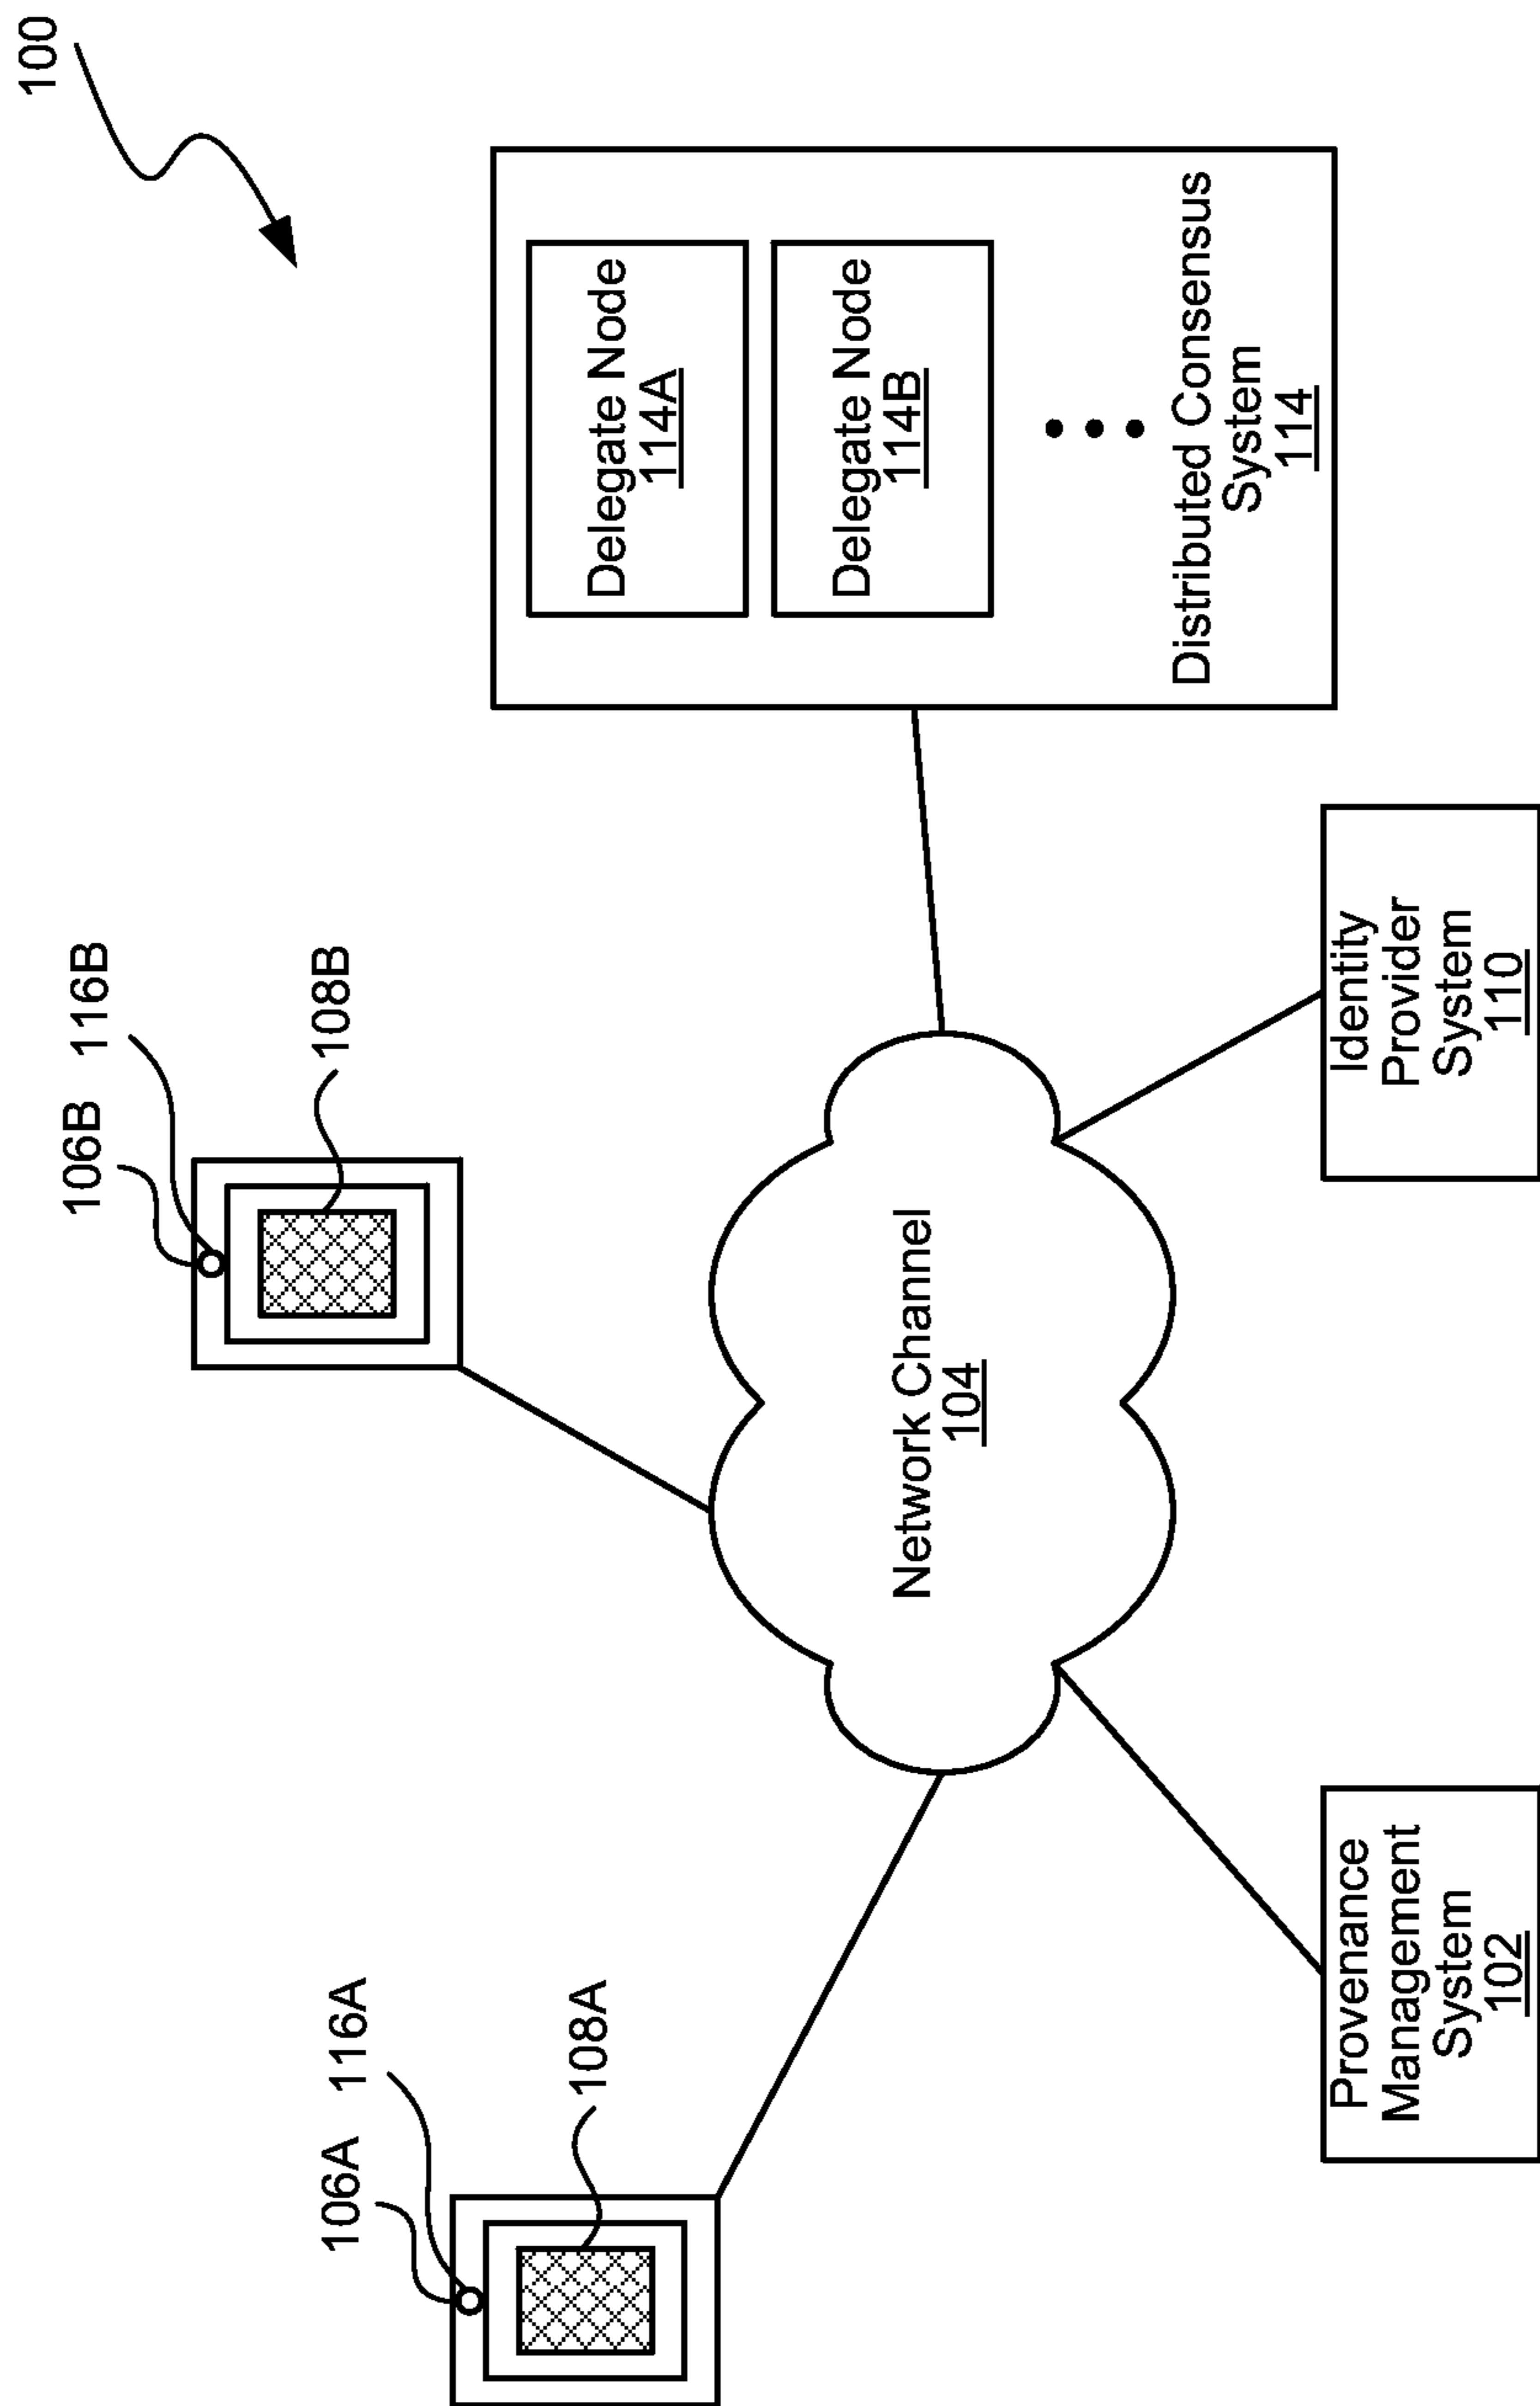 100
106A
116A
108A
106B
116B
108B
Delegate Node
114A
Delegate Node
114B
Distributed Consensus
System
114
Network Channel
104
Provenance
Management
System
102
Identity
Provider
System
110